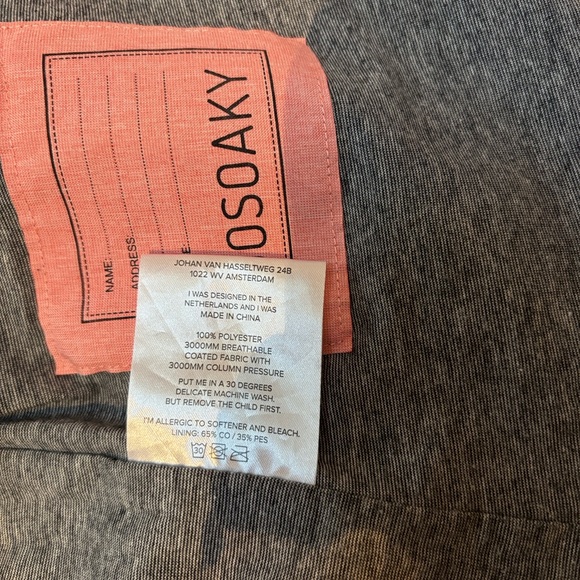 OSOAKY
NAME:
ADDRESS:
JOHAN VAN HASSELTWEG 24B
1022 WV AMSTERDAM
I WAS DESIGNED IN THE
NETHERLANDS AND I WAS
MADE IN CHINA
100% POLYESTER
3000MM BREATHABLE
COATED FABRIC WITH
3000MM COLUMN PRESSURE
PUT ME IN A 30 DEGREES
DELICATE MACHINE WASH.
BUT REMOVE THE CHILD FIRST.
I'M ALLERGIC TO SOFTENER AND BLEACH.
LINING: 65% CO / 35% PES
30